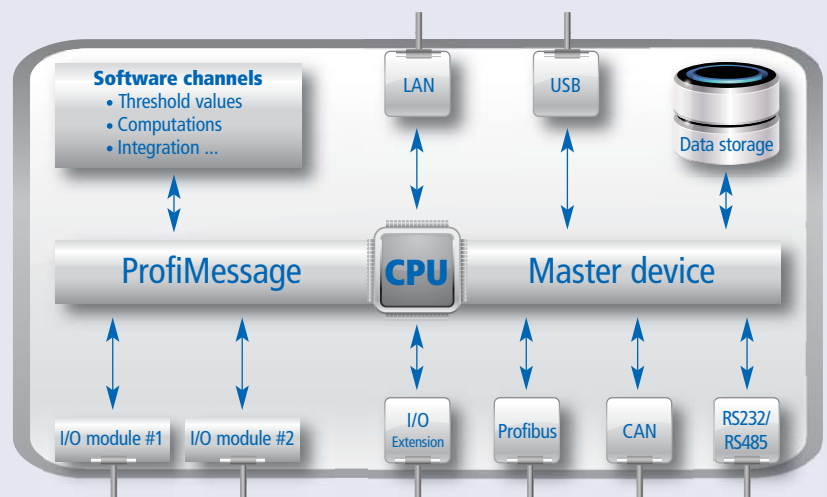 Software channels
• Threshold values
• Computations
• Integration ...
LAN
USB
Data storage
ProfiMessage
CPU
Master device
I/O module #1
I/O module #2
I/O
Extension
Profibus
CAN
RS232/
RS485